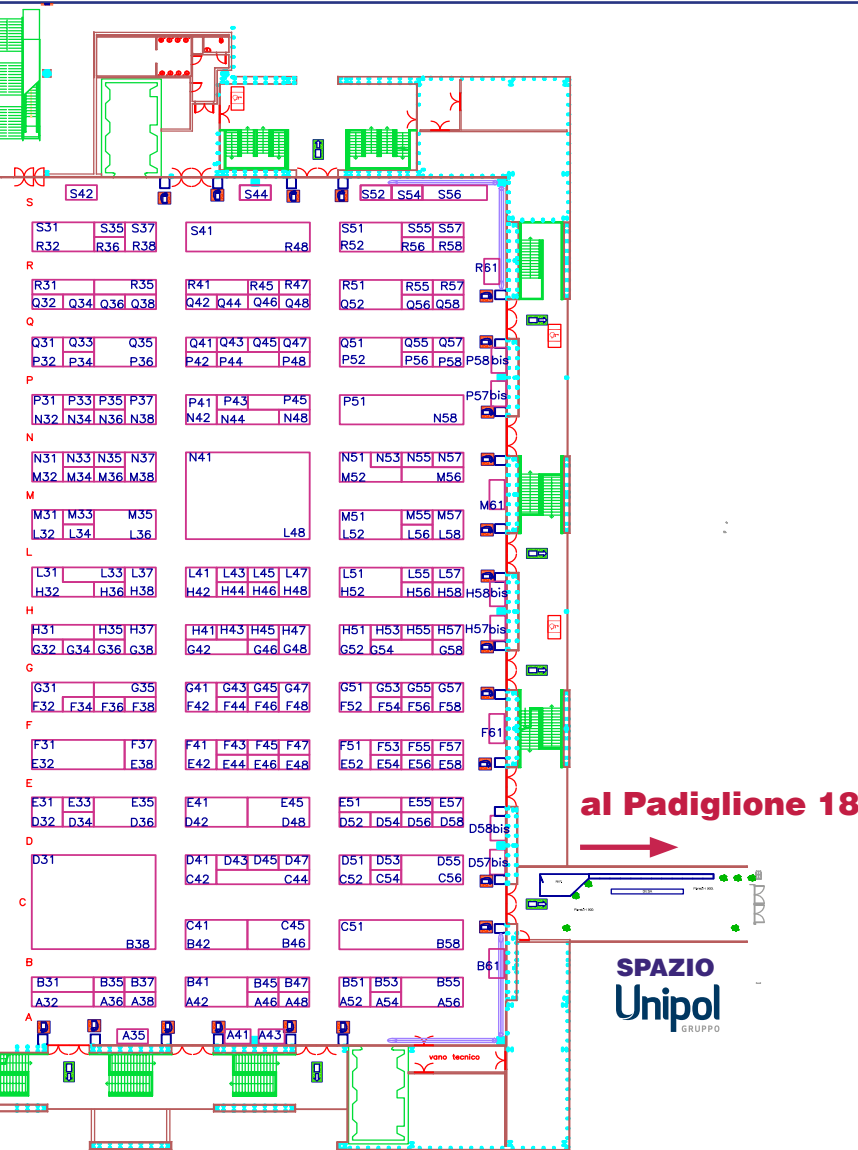 S42 S44 S52 S54 S56
S
S31 S35 S37 S41 S51 S55 S57
R32 R36 R38 R48 R52 R56 R58
R R61
R31 R35 R41 R45 R47 R51 R55 R57
Q32 Q34 Q36 Q38 Q42 Q44 Q46 Q48 Q52 Q56 Q58
Q
Q31 Q33 Q35 Q41 Q43 Q45 Q47 Q51 Q55 Q57
P32 P34 P36 P42 P44 P48 P52 P56 P58 P58bis
P
P57bis
P31 P33 P35 P37 P41 P43 P45 P51
N32 N34 N36 N38 N42 N44 N48 N58
N
N31 N33 N35 N37 N41 N51 N53 N55 N57
M32 M34 M36 M38 M52 M56
M M61
M31 M33 M35 M51 M55 M57
L32 L34 L36 L48 L52 L56 L58
L
L31 L33 L37 L41 L43 L45 L47 L51 L55 L57
H32 H36 H38 H42 H44 H46 H48 H52 H56 H58 H58bis
H
H31 H35 H37 H41 H43 H45 H47 H51 H53 H55 H57 H57bis
G32 G34 G36 G38 G42 G46 G48 G52 G54 G58
G
G31 G35 G41 G43 G45 G47 G51 G53 G55 G57
F32 F34 F36 F38 F42 F44 F46 F48 F52 F54 F56 F58
F F61
F31 F37 F41 F43 F45 F47 F51 F53 F55 F57
E32 E38 E42 E44 E46 E48 E52 E54 E56 E58
E
E31 E33 E35 E41 E45 E51 E55 E57
al Padiglione 18
D32 D34 D36 D42 D48 D52 D54 D56 D58 D58bis
D
D31 D41 D43 D45 D47 D51 D53 D55 D57bis
C42 C44 C52 C54 C56
C
C41 C45 C51
B38 B42 B46 B58
B B61
SPAZIO
Unipol
GRUPPO
B31 B35 B37 B41 B45 B47 B51 B53 B55
A32 A36 A38 A42 A46 A48 A52 A54 A56
A
A35 A41 A43
vano tecnico